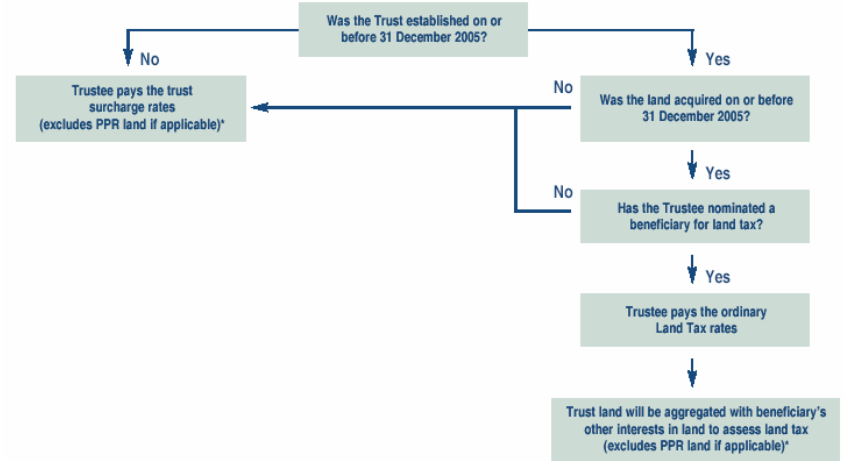 Was the Trust established on or
before 31 December 2005?
No
Yes
Trustee pays the trust
surcharge rates
(excludes PPR land if applicable)*
No
Was the land acquired on or before
31 December 2005?
Yes
No
Has the Trustee nominated a
beneficiary for land tax?
Yes
Trustee pays the ordinary
Land Tax rates
Trust land will be aggregated with beneficiary's
other interests in land to assess land tax
(excludes PPR land if applicable)*